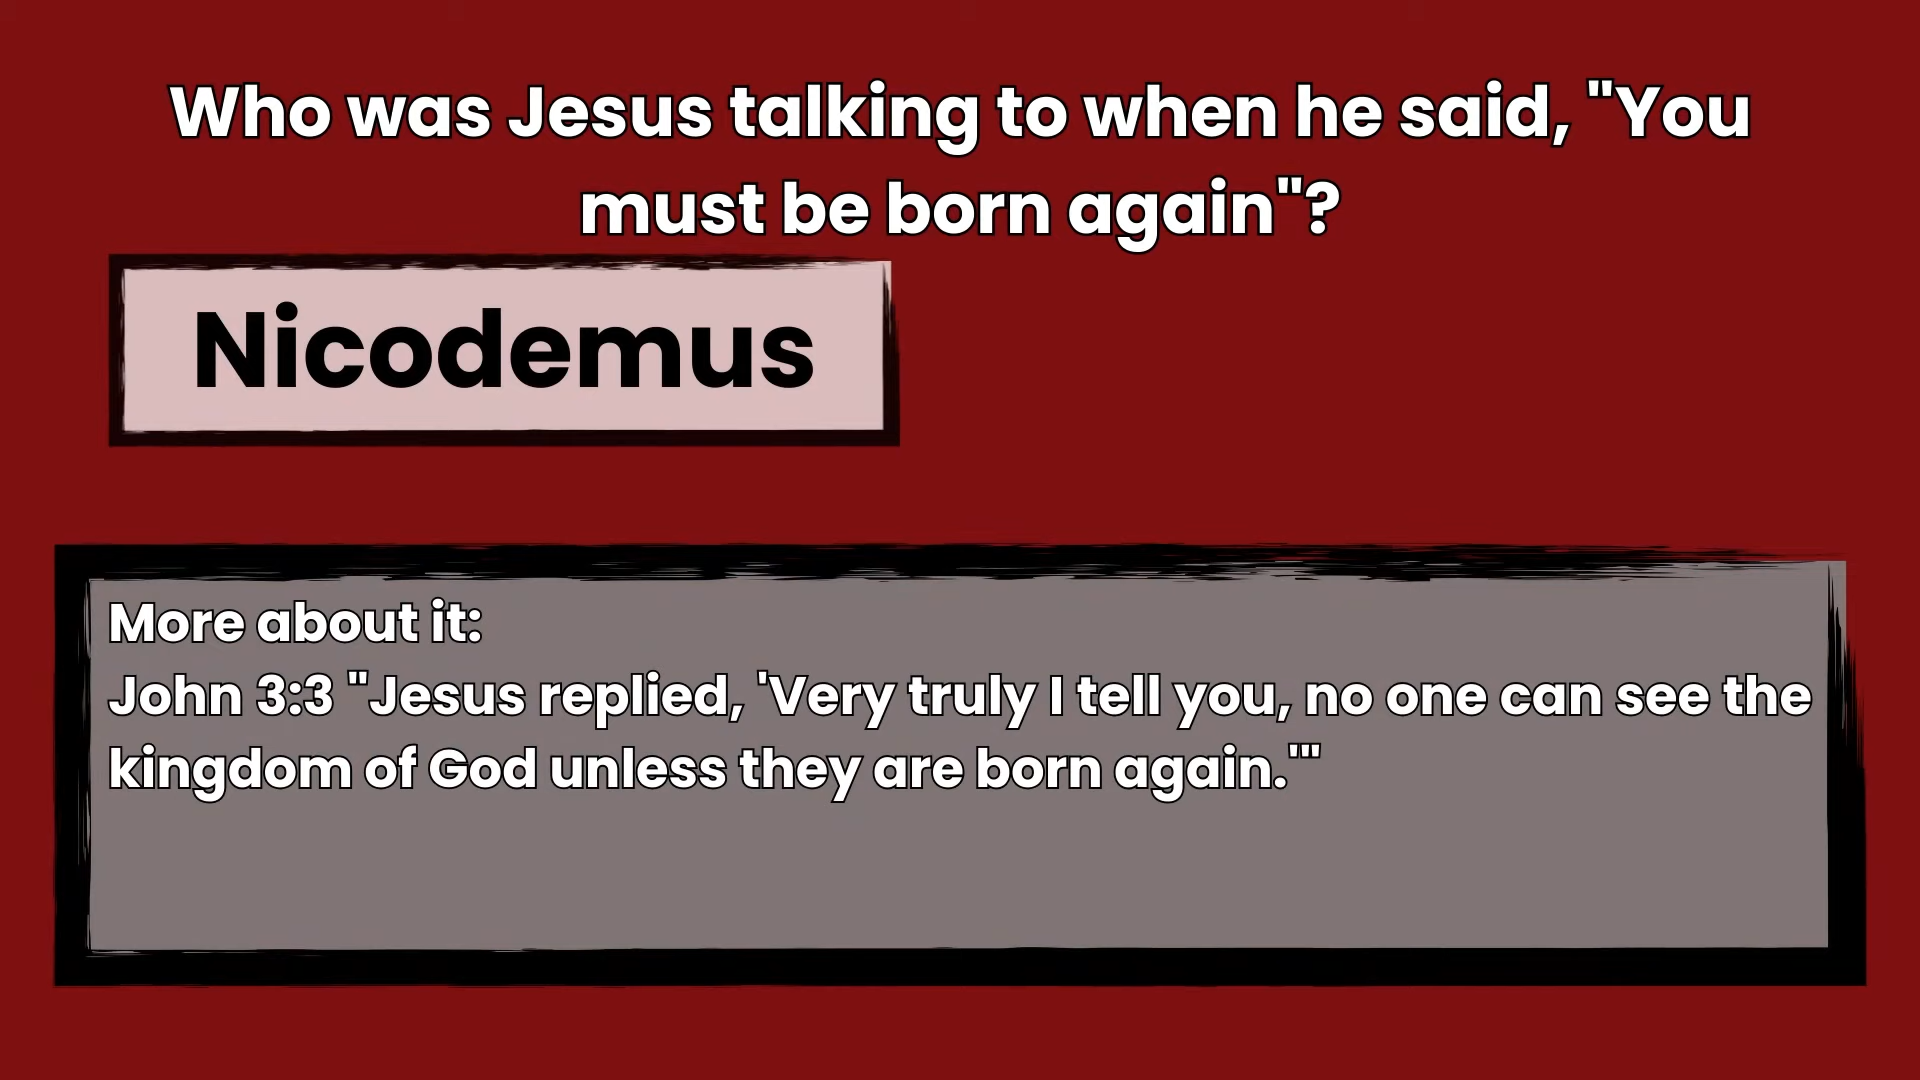 Who was Jesus talking to when he said, "You
must be born again"?
Nicodemus
More about it:
John 3:3 "Jesus replied, 'Very truly I tell you, no one can see the
kingdom of God unless they are born again.'"